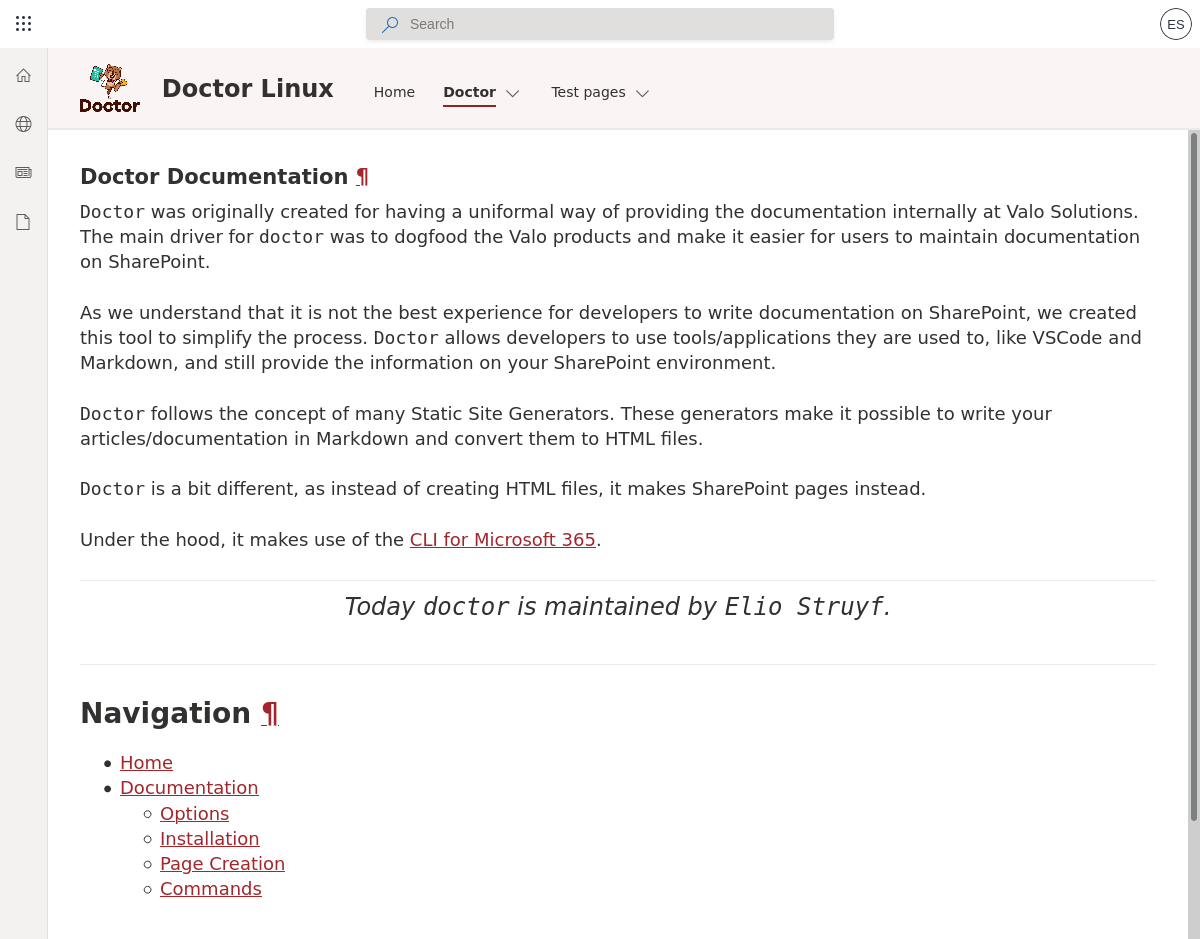 Search
ES
Doctor
Doctor Linux
Home
Doctor
Test pages
Doctor Documentation ¶
Doctor was originally created for having a uniformal way of providing the documentation internally at Valo Solutions.
The main driver for doctor was to dogfood the Valo products and make it easier for users to maintain documentation
on SharePoint.
As we understand that it is not the best experience for developers to write documentation on SharePoint, we created
this tool to simplify the process. Doctor allows developers to use tools/applications they are used to, like VSCode and
Markdown, and still provide the information on your SharePoint environment.
Doctor follows the concept of many Static Site Generators. These generators make it possible to write your
articles/documentation in Markdown and convert them to HTML files.
Doctor is a bit different, as instead of creating HTML files, it makes SharePoint pages instead.
Under the hood, it makes use of the CLI for Microsoft 365.
Today doctor is maintained by Elio Struyf.
Navigation ¶
Home
Documentation
Options
Installation
Page Creation
Commands